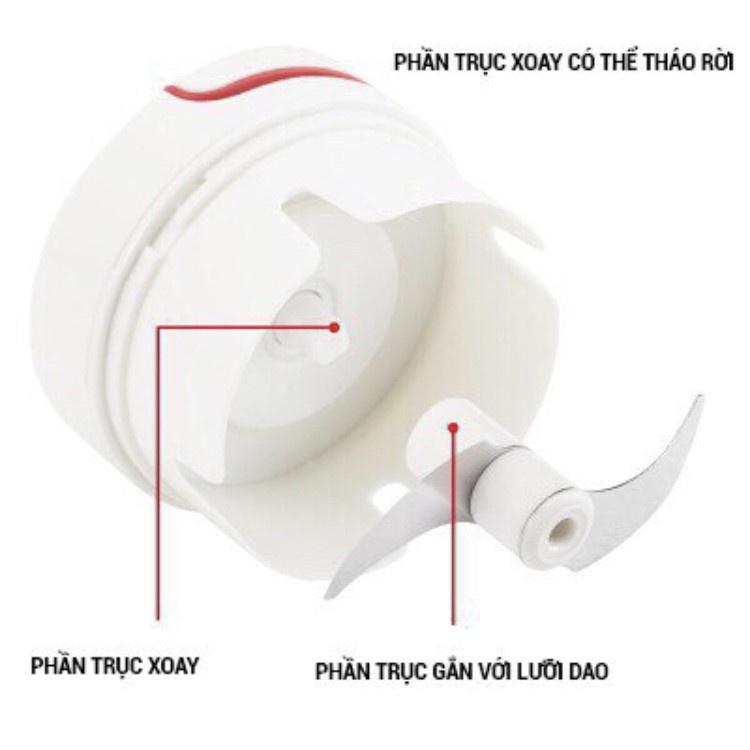 PHẦN TRỤC XOAY CÓ THỂ THÁO RỜI
PHẦN TRỤC XOAY
PHẦN TRỤC GẮN VỚI LƯỠI DAO